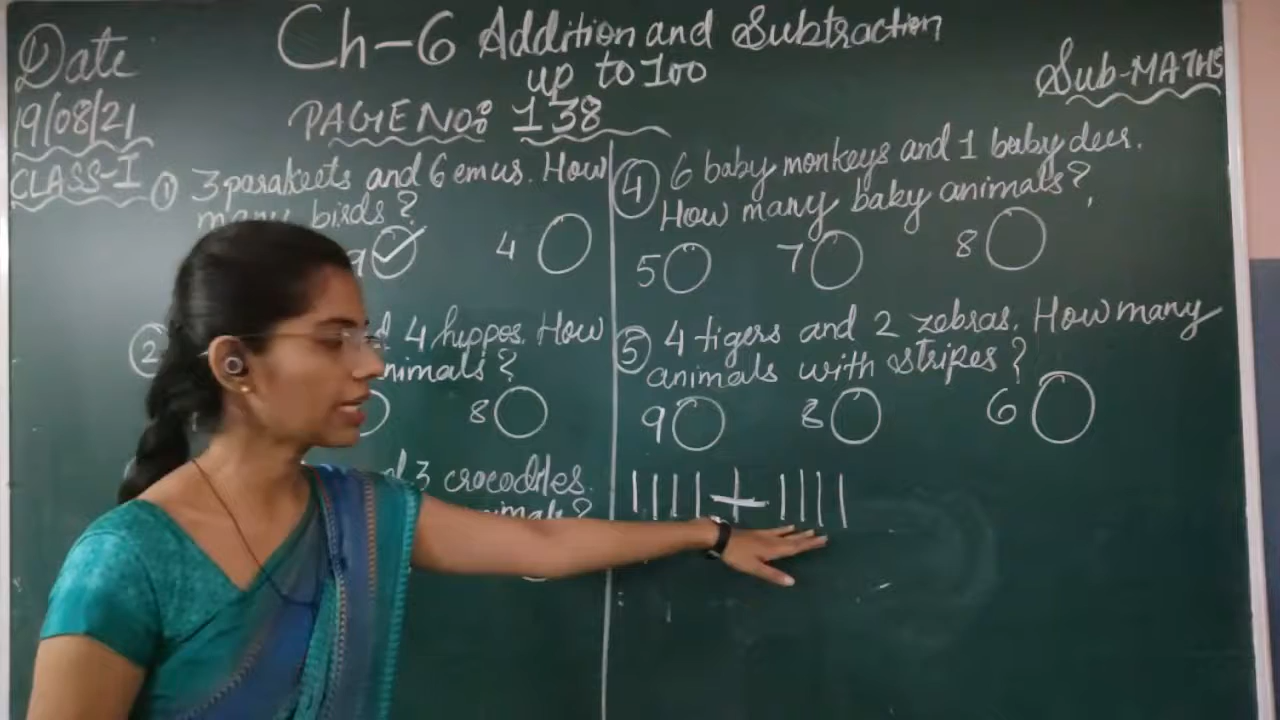 Date
19/08/21
CLASS-I
Ch-6 Addition and Subtraction
up to 100
PAGE NO: 138
Sub-MATHS
① 3 parakeets and 6 emus. How
many birds?
9 4
② 4 hippos. How
animals?
8
3 crocodiles.
④ 6 baby monkeys and 1 baby deer.
How many baby animals?
5 7 8
⑤ 4 tigers and 2 zebras. How many
animals with stripes?
9 8 6
|||| + ||||